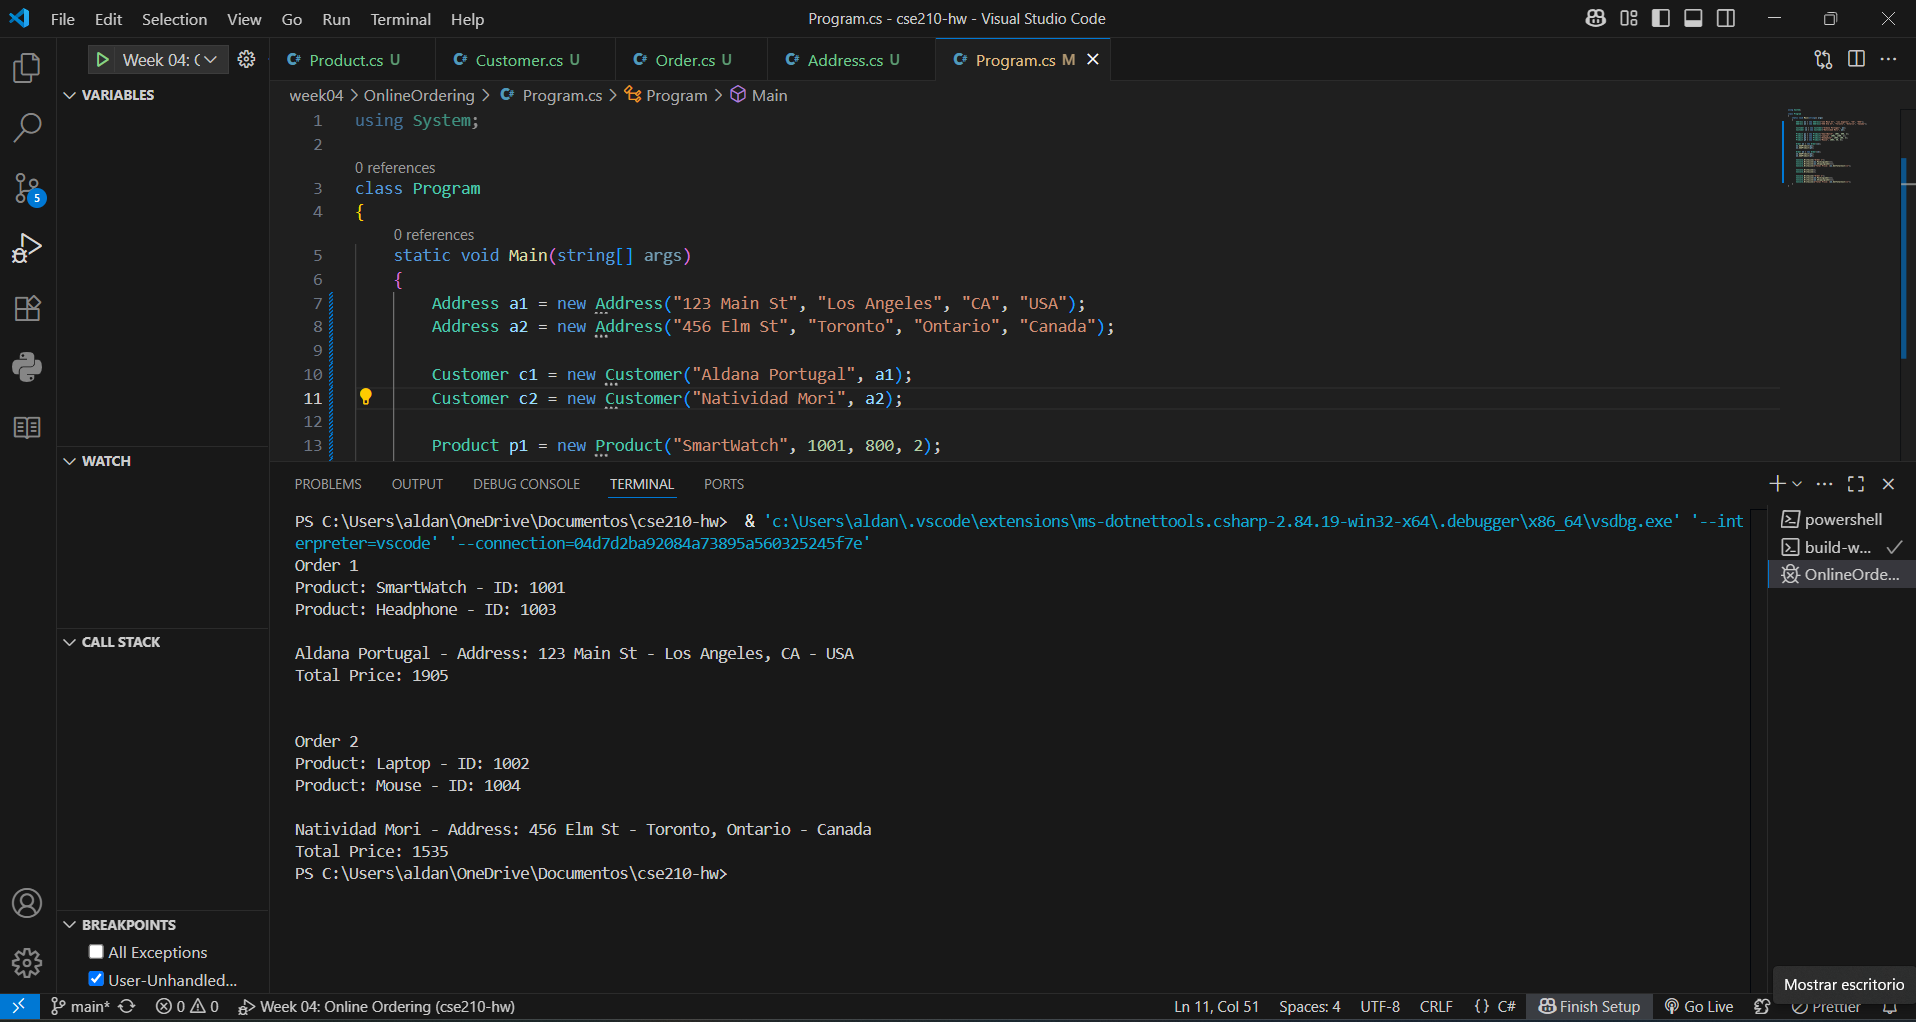 File Edit Selection View Go Run Terminal Help
Program.cs - cse210-hw - Visual Studio Code
Week 04: (
Product.cs U
Customer.cs U
Order.cs U
Address.cs U
Program.cs M
VARIABLES
week04 > OnlineOrdering > Program.cs > Program > Main
1 using System;
2
0 references
3 class Program
4 {
0 references
5 static void Main(string[] args)
6 {
7 Address a1 = new Address("123 Main St", "Los Angeles", "CA", "USA");
8 Address a2 = new Address("456 Elm St", "Toronto", "Ontario", "Canada");
9
10 Customer c1 = new Customer("Aldana Portugal", a1);
11 Customer c2 = new Customer("Natividad Mori", a2);
12
13 Product p1 = new Product("SmartWatch", 1001, 800, 2);
5
WATCH
CALL STACK
BREAKPOINTS
All Exceptions
User-Unhandled...
PROBLEMS OUTPUT DEBUG CONSOLE TERMINAL PORTS
PS C:\Users\aldan\OneDrive\Documentos\cse210-hw>  & 'c:\Users\aldan\.vscode\extensions\ms-dotnettools.csharp-2.84.19-win32-x64\.debugger\x86_64\vsdbg.exe' '--int
erpreter=vscode' '--connection=04d7d2ba92084a73895a560325245f7e'
Order 1
Product: SmartWatch - ID: 1001
Product: Headphone - ID: 1003
Aldana Portugal - Address: 123 Main St - Los Angeles, CA - USA
Total Price: 1905
Order 2
Product: Laptop - ID: 1002
Product: Mouse - ID: 1004
Natividad Mori - Address: 456 Elm St - Toronto, Ontario - Canada
Total Price: 1535
PS C:\Users\aldan\OneDrive\Documentos\cse210-hw>
powershell
build-w...
OnlineOrde...
Mostrar escritorio
main* 0 0 Week 04: Online Ordering (cse210-hw)
Ln 11, Col 51 Spaces: 4 UTF-8 CRLF {} C# Finish Setup Go Live Prettier